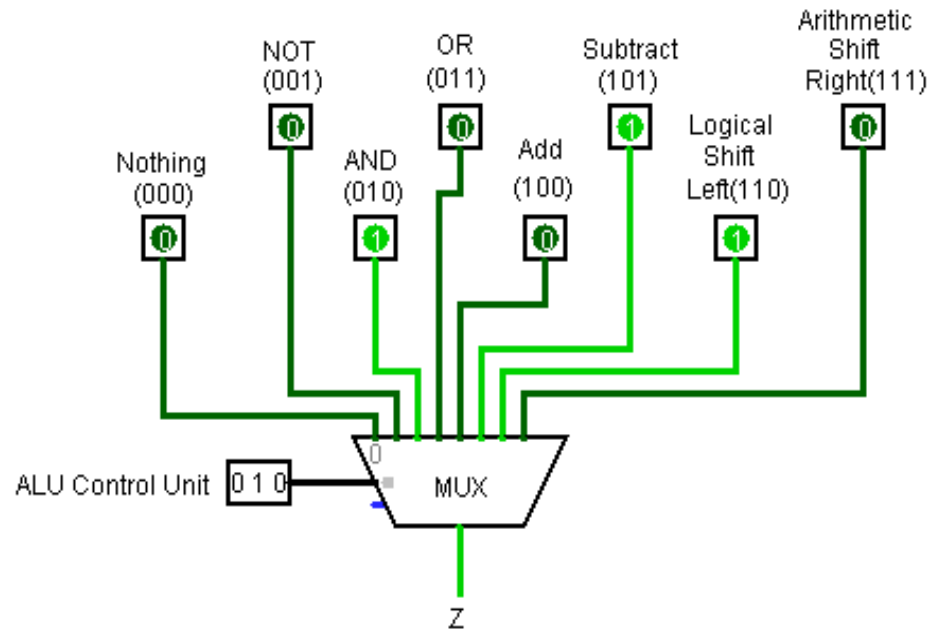 Arithmetic
Shift
Right(111)
NOT
(001)
OR
(011)
Subtract
(101)
0
0
1
0
Logical
Shift
Left(110)
Nothing
(000)
AND
(010)
Add
(100)
0
1
0
1
0
MUX
ALU Control Unit
0 1 0
Z